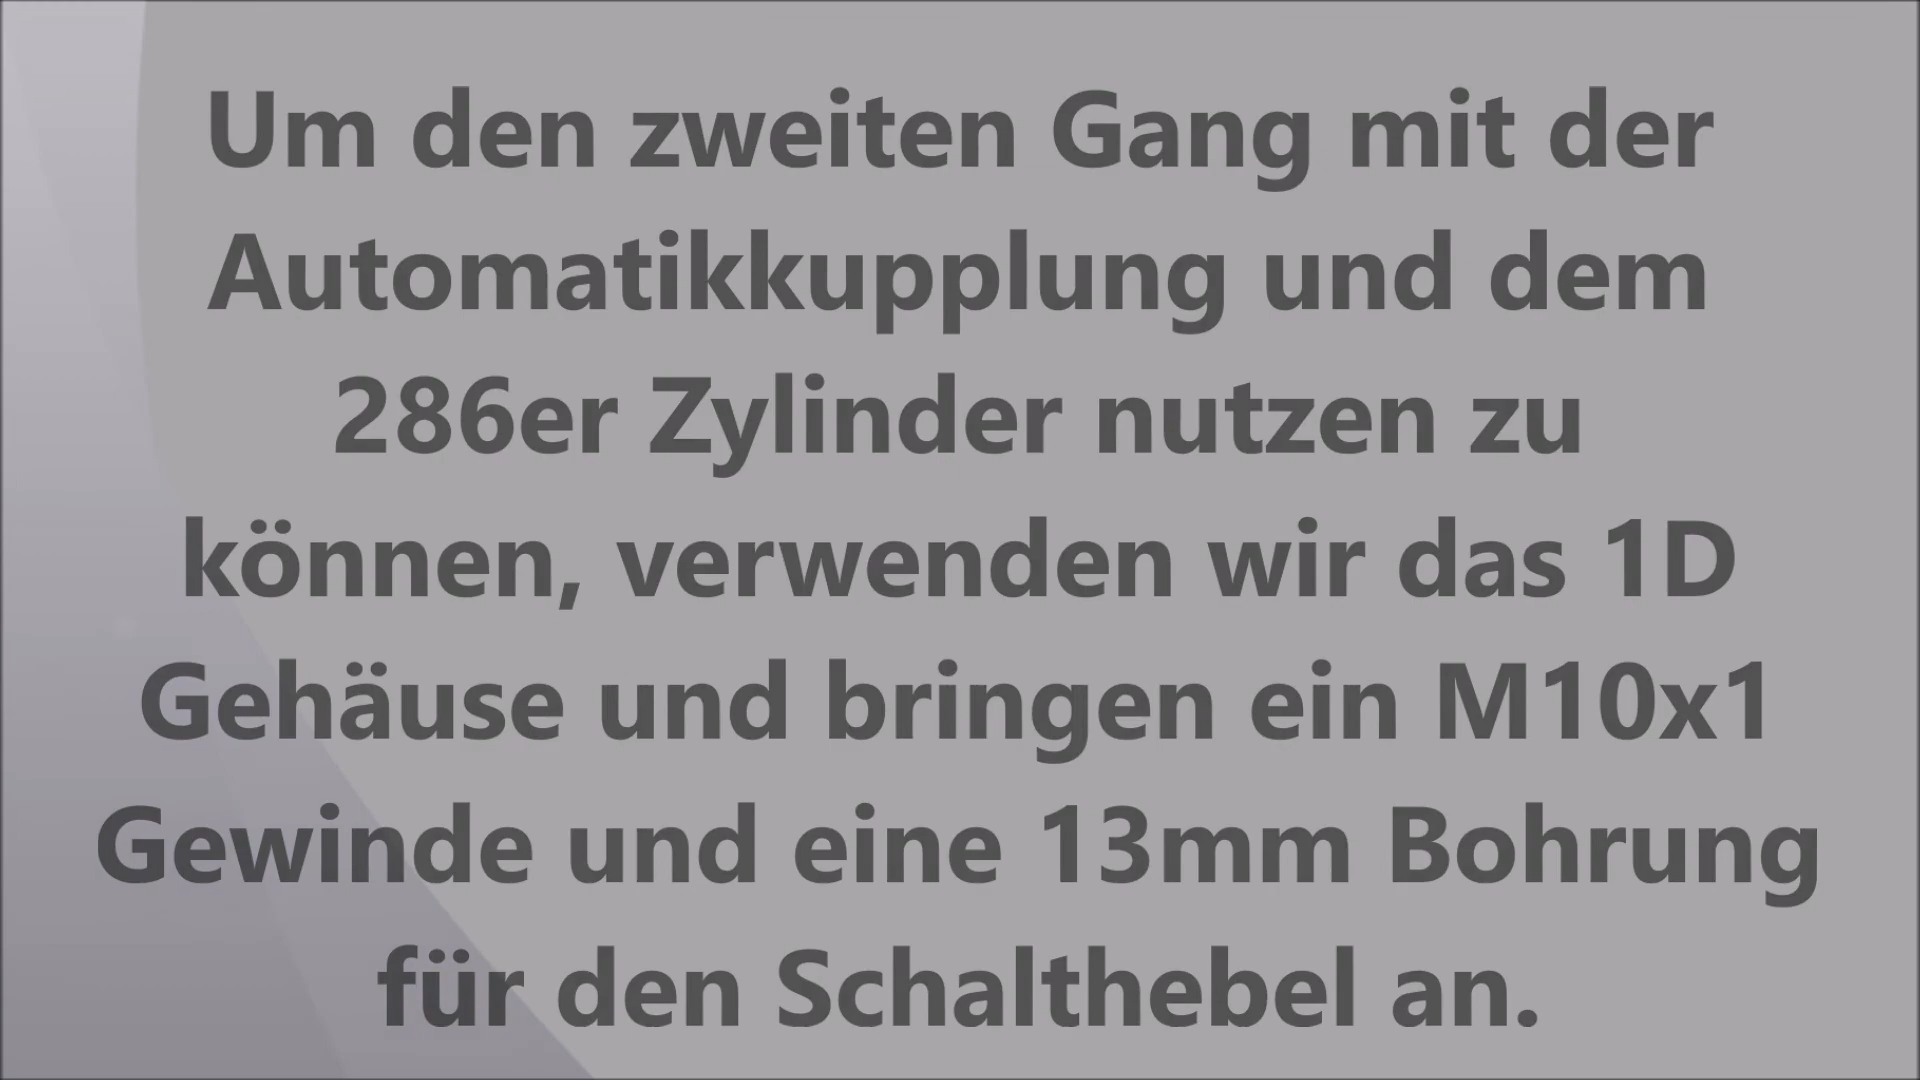 Um den zweiten Gang mit der
Automatikkupplung und dem
286er Zylinder nutzen zu
können, verwenden wir das 1D
Gehäuse und bringen ein M10x1
Gewinde und eine 13mm Bohrung
für den Schalthebel an.